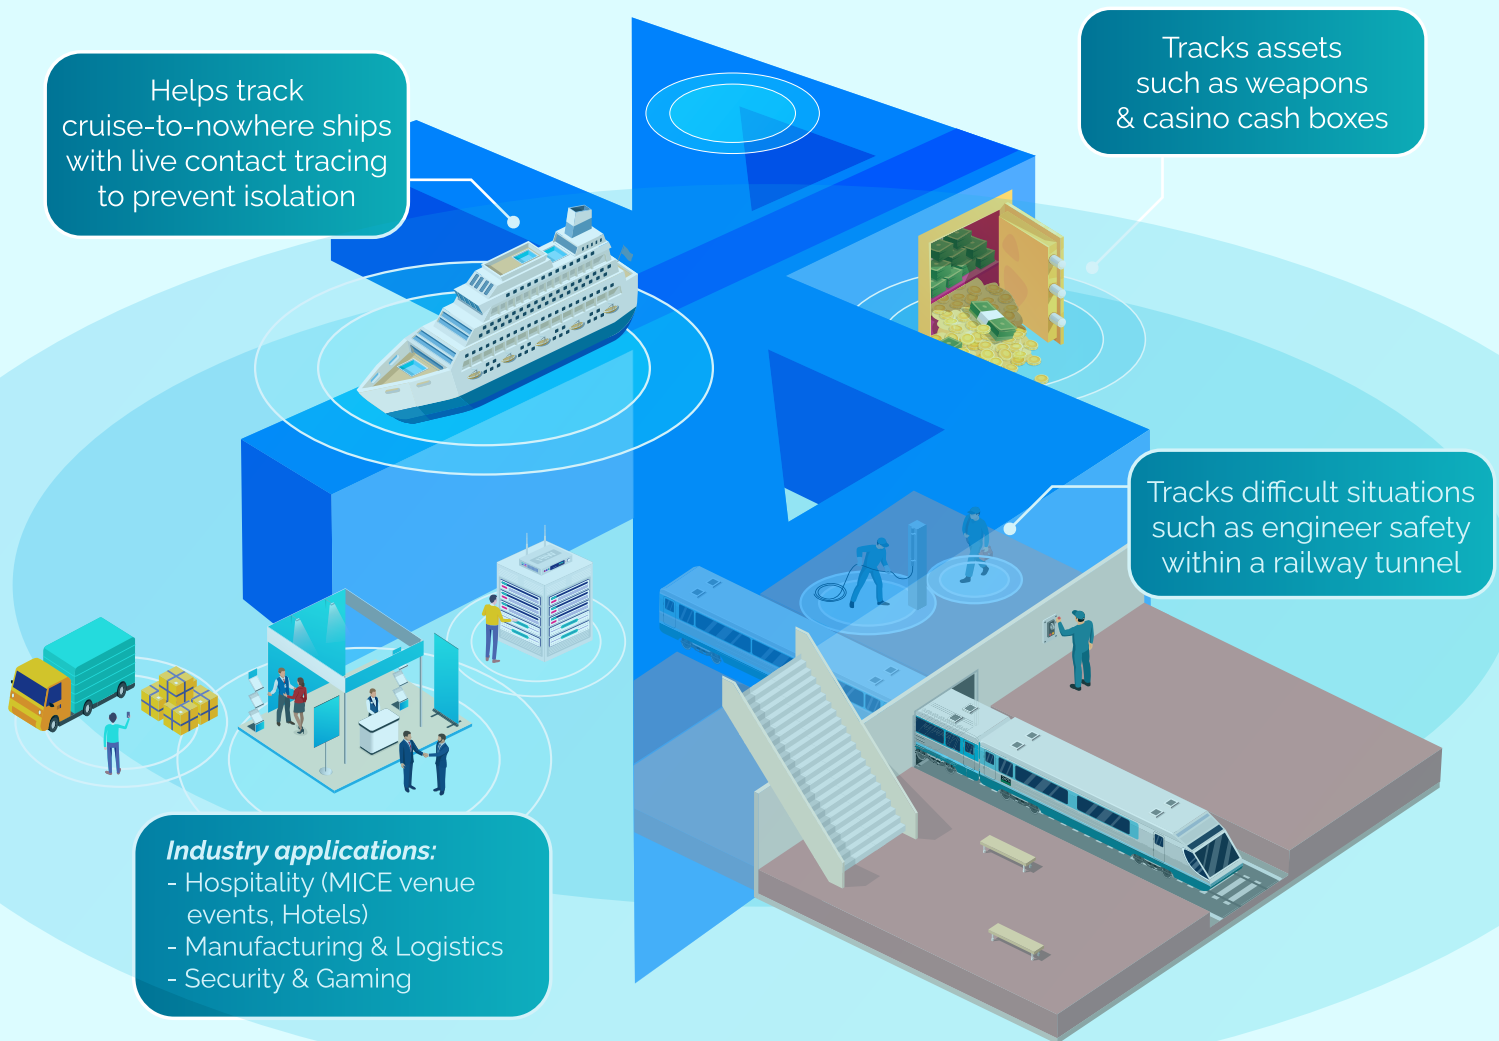 Helps track
cruise-to-nowhere ships
with live contact tracing
to prevent isolation
Tracks assets
such as weapons
& casino cash boxes
Tracks difficult situations
such as engineer safety
within a railway tunnel
Industry applications:
- Hospitality (MICE venue
events, Hotels)
- Manufacturing & Logistics
- Security & Gaming